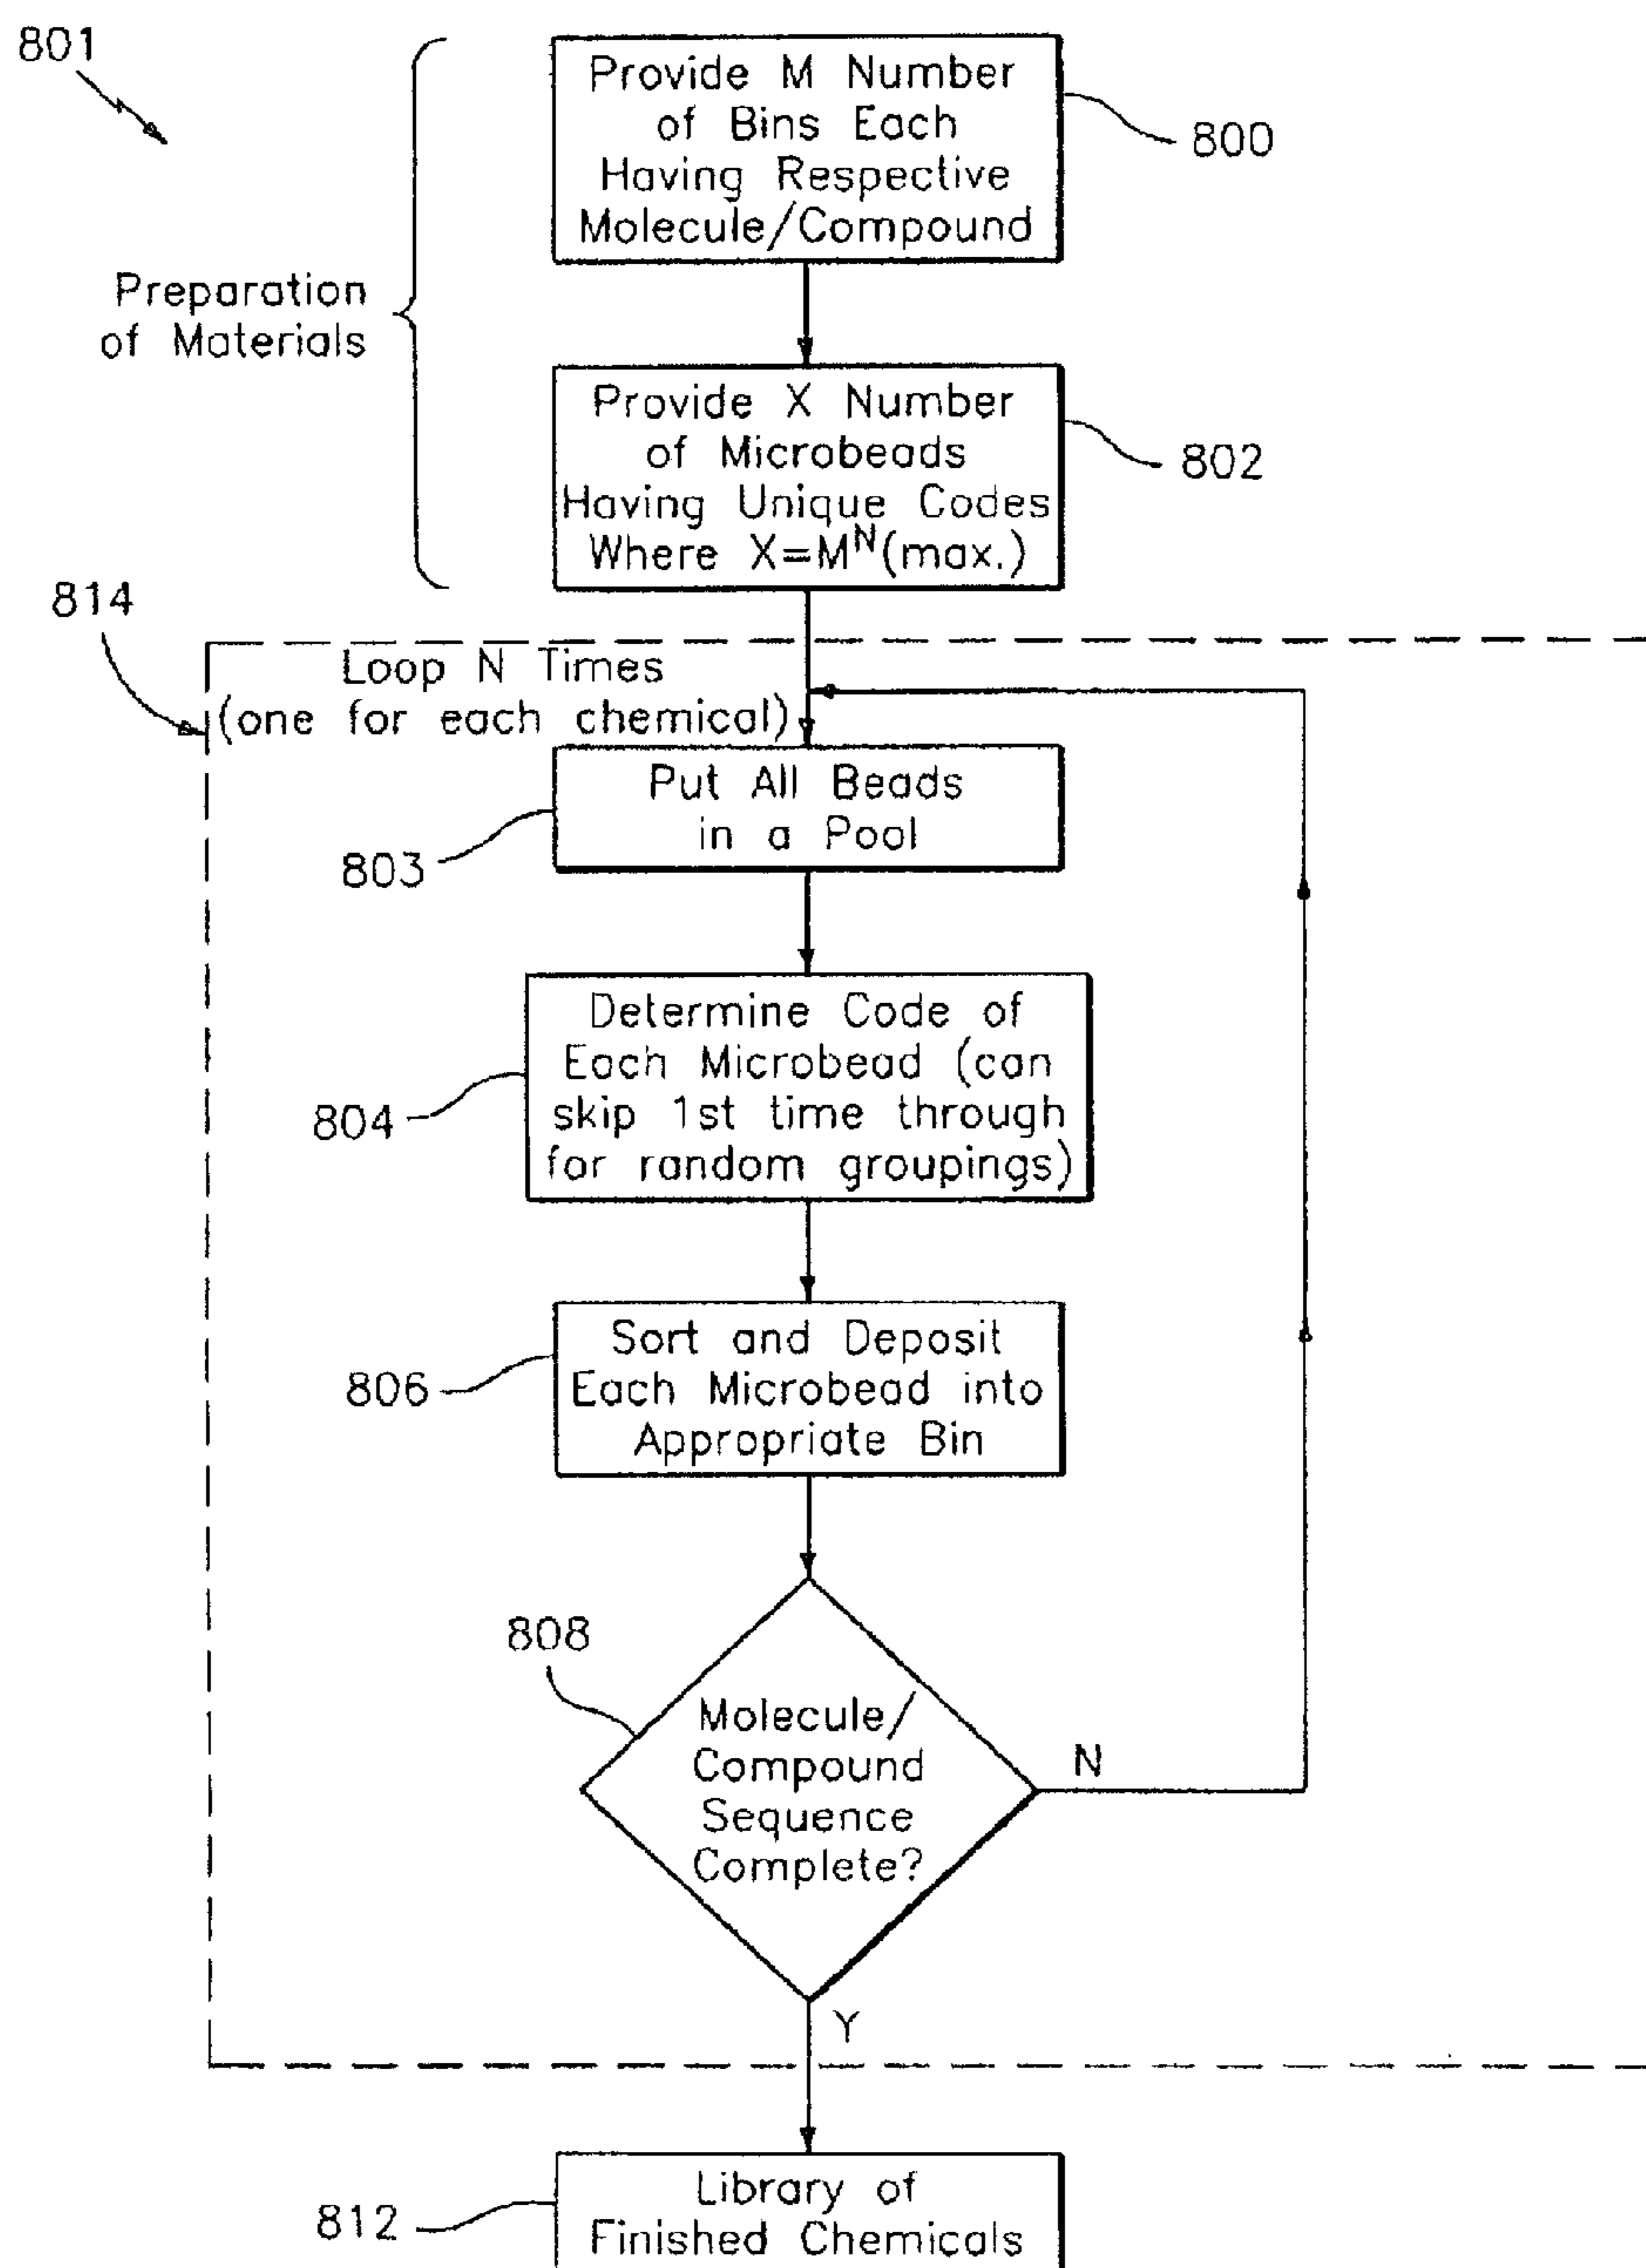 801
Provide M Number
of Bins Each
Having Respective
Molecule/Compound
800
Preparation
of Materials
Provide X Number
of Microbeads
Having Unique Codes
Where X=M^N(max.)
802
814
Loop N Times
(one for each chemical)
Put All Beads
in a Pool
803
Determine Code of
Each Microbead (can
skip 1st time through
for random groupings)
804
Sort and Deposit
Each Microbead into
Appropriate Bin
806
808
Molecule/
Compound
Sequence
Complete?
N
Y
Library of
Finished Chemicals
812